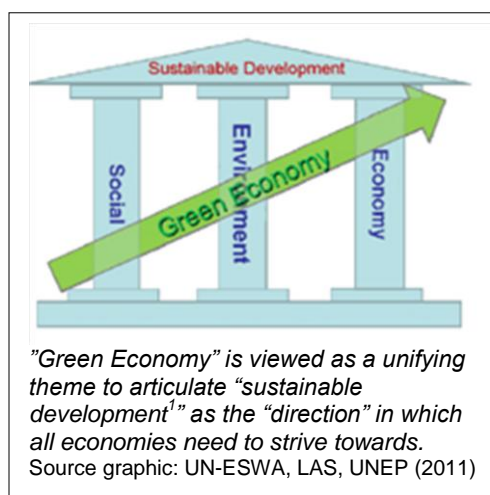 Sustainable Development
Social
Environment
Economy
Green Economy
”Green Economy” is viewed as a unifying
theme to articulate “sustainable
development¹” as the “direction” in which
all economies need to strive towards.
Source graphic: UN-ESWA, LAS, UNEP (2011)